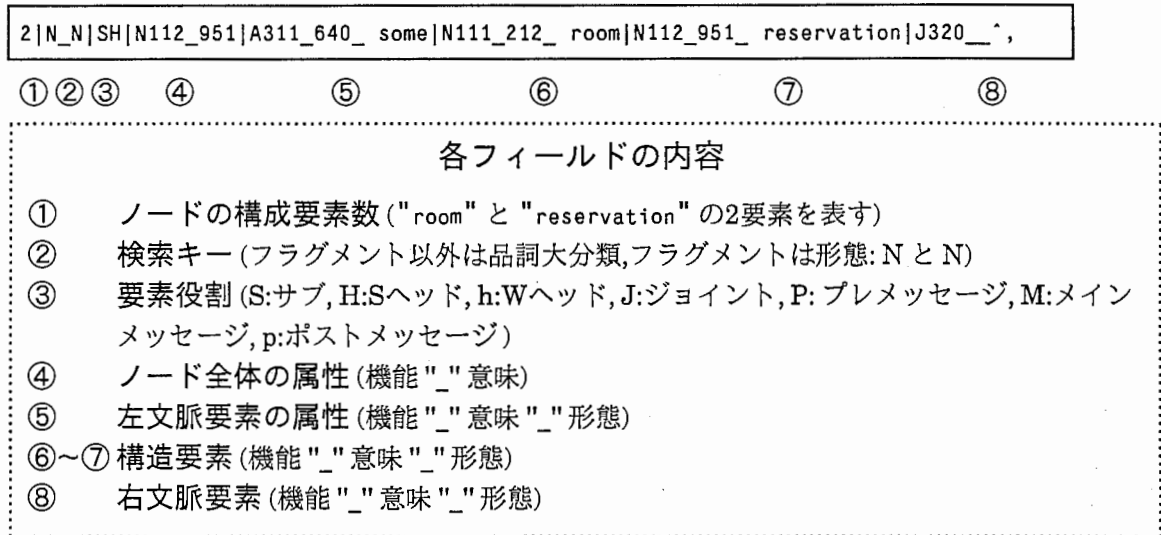 2|N_N|SH|N112_951|A311_640_ some|N111_212_ room|N112_951_ reservation|J320__^,
① ② ③ ④ ⑤ ⑥ ⑦ ⑧
各フィールドの内容
① ノードの構成要素数 ("room" と "reservation" の2要素を表す)
② 検索キー (フラグメント以外は品詞大分類,フラグメントは形態: N と N)
③ 要素役割 (S:サブ, H:Sヘッド, h:Wヘッド, J:ジョイント, P: プレメッセージ, M:メイン
メッセージ, p:ポストメッセージ)
④ ノード全体の属性 (機能 "_" 意味)
⑤ 左文脈要素の属性 (機能 "_" 意味 "_" 形態)
⑥~⑦ 構造要素 (機能 "_" 意味 "_" 形態)
⑧ 右文脈要素 (機能 "_" 意味 "_" 形態)